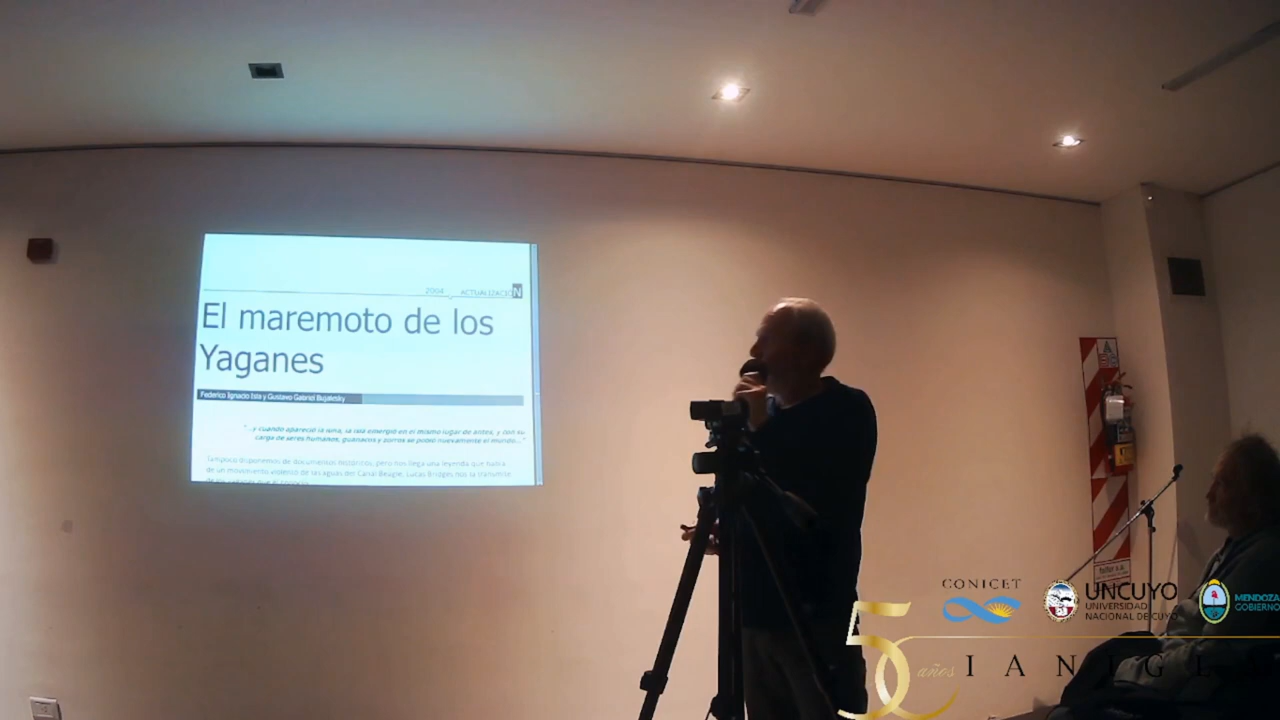 2004 ACTUALIZACIÓN
El maremoto de los
Yaganes
Federico Ignacio Isla y Gustavo Gabriel Bujalesky
"...y cuando apareció la luna, la isla emergió en el mismo lugar de antes, y con su
carga de seres humanos, guanacos y zorros se pobló nuevamente el mundo..."
Tampoco disponemos de documentos históricos, pero nos llega una leyenda que habla
de un movimiento violento de las aguas del Canal Beagle. Lucas Bridges nos la transmite
CONICET
UNCUYO
UNIVERSIDAD
NACIONAL DE CUYO
MENDOZA
GOBIERNO
50 años
IANIGL